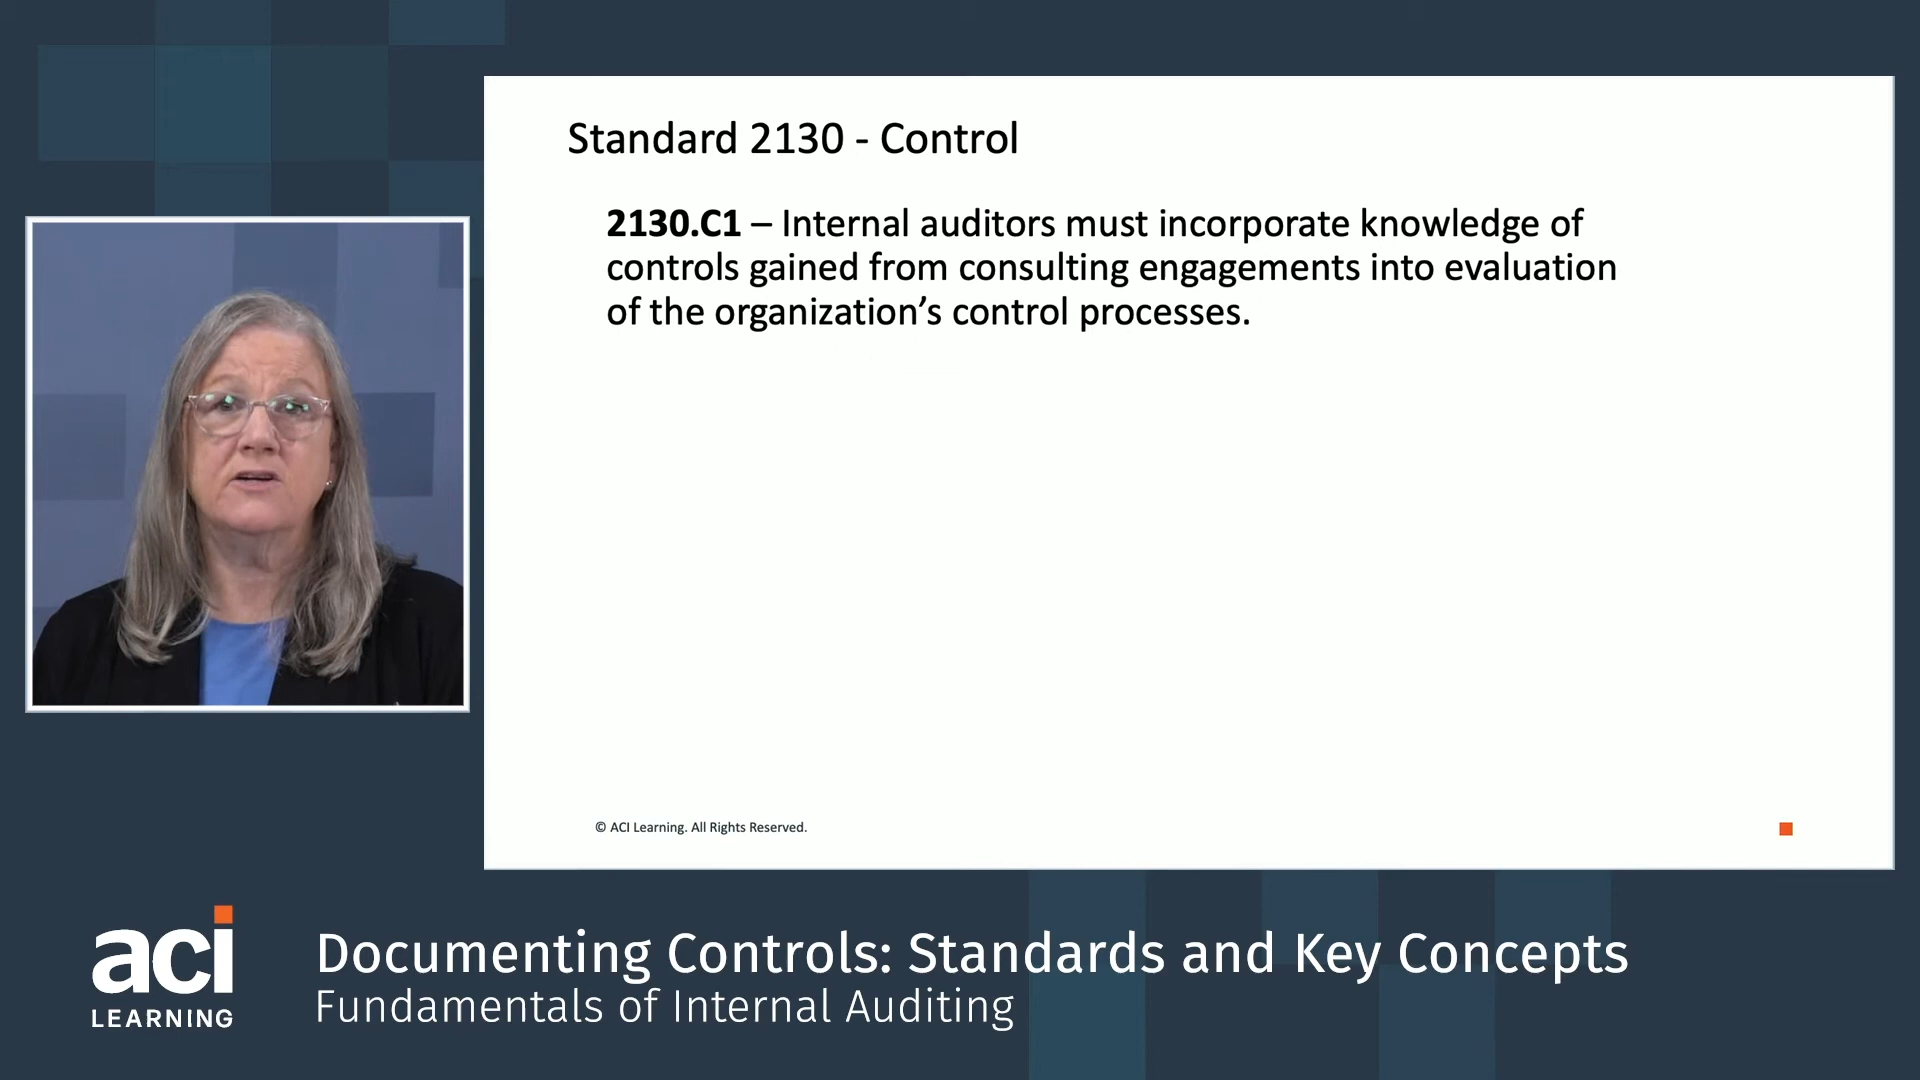 Standard 2130 - Control
2130.C1 – Internal auditors must incorporate knowledge of
controls gained from consulting engagements into evaluation
of the organization’s control processes.
© ACI Learning. All Rights Reserved.
aci
LEARNING
Documenting Controls: Standards and Key Concepts
Fundamentals of Internal Auditing